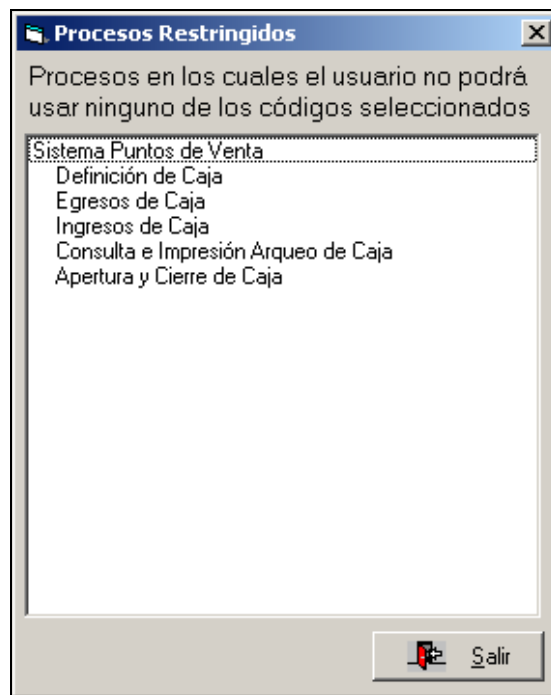 Procesos Restringidos
Procesos en los cuales el usuario no podrá
usar ninguno de los códigos seleccionados
Sistema Puntos de Venta
Definición de Caja
Egresos de Caja
Ingresos de Caja
Consulta e Impresión Arqueo de Caja
Apertura y Cierre de Caja
Salir